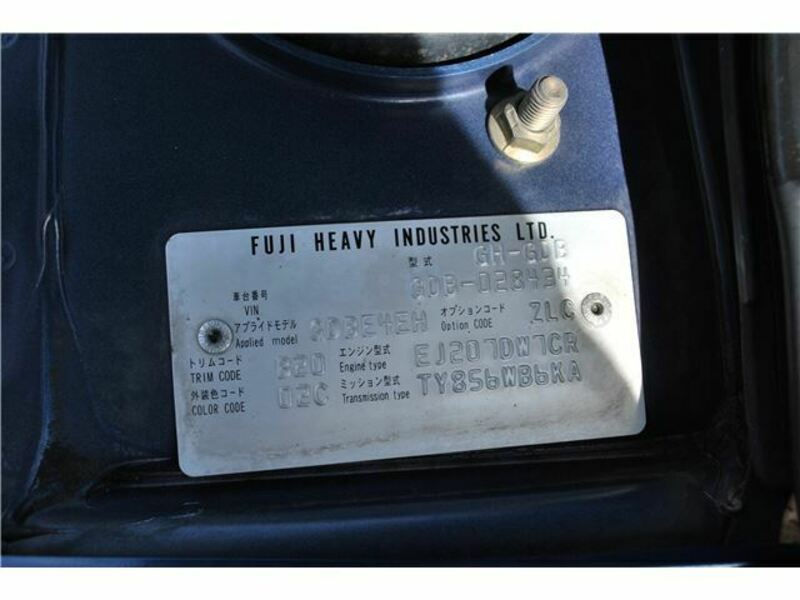 FUJI HEAVY INDUSTRIES LTD.
型式 GH-GDB
車台番号 VIN GDB-028434
アプライドモデル Applied model GDBE4EH オプションコード Option CODE ZLC
トリムコード TRIM CODE 820 エンジン型式 Engine type EJ207DW7CR
外装色コード COLOR CODE 02C ミッション型式 Transmission type TY856WB6KA